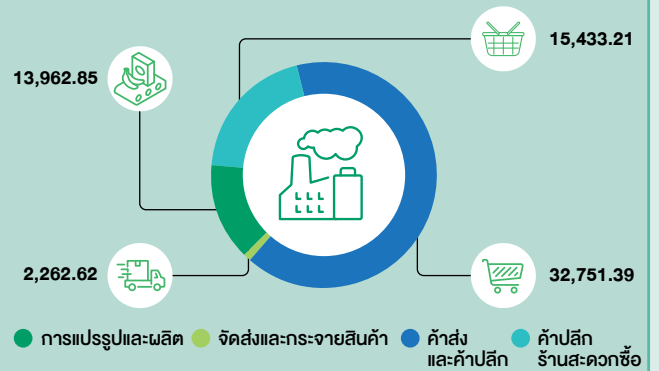 15,433.21
13,962.85
2,262.62
32,751.39
การแปรรูปและผลิต
จัดส่งและกระจายสินค้า
ค้าส่ง
และค้าปลีก
ค้าปลีก
ร้านสะดวกซื้อ